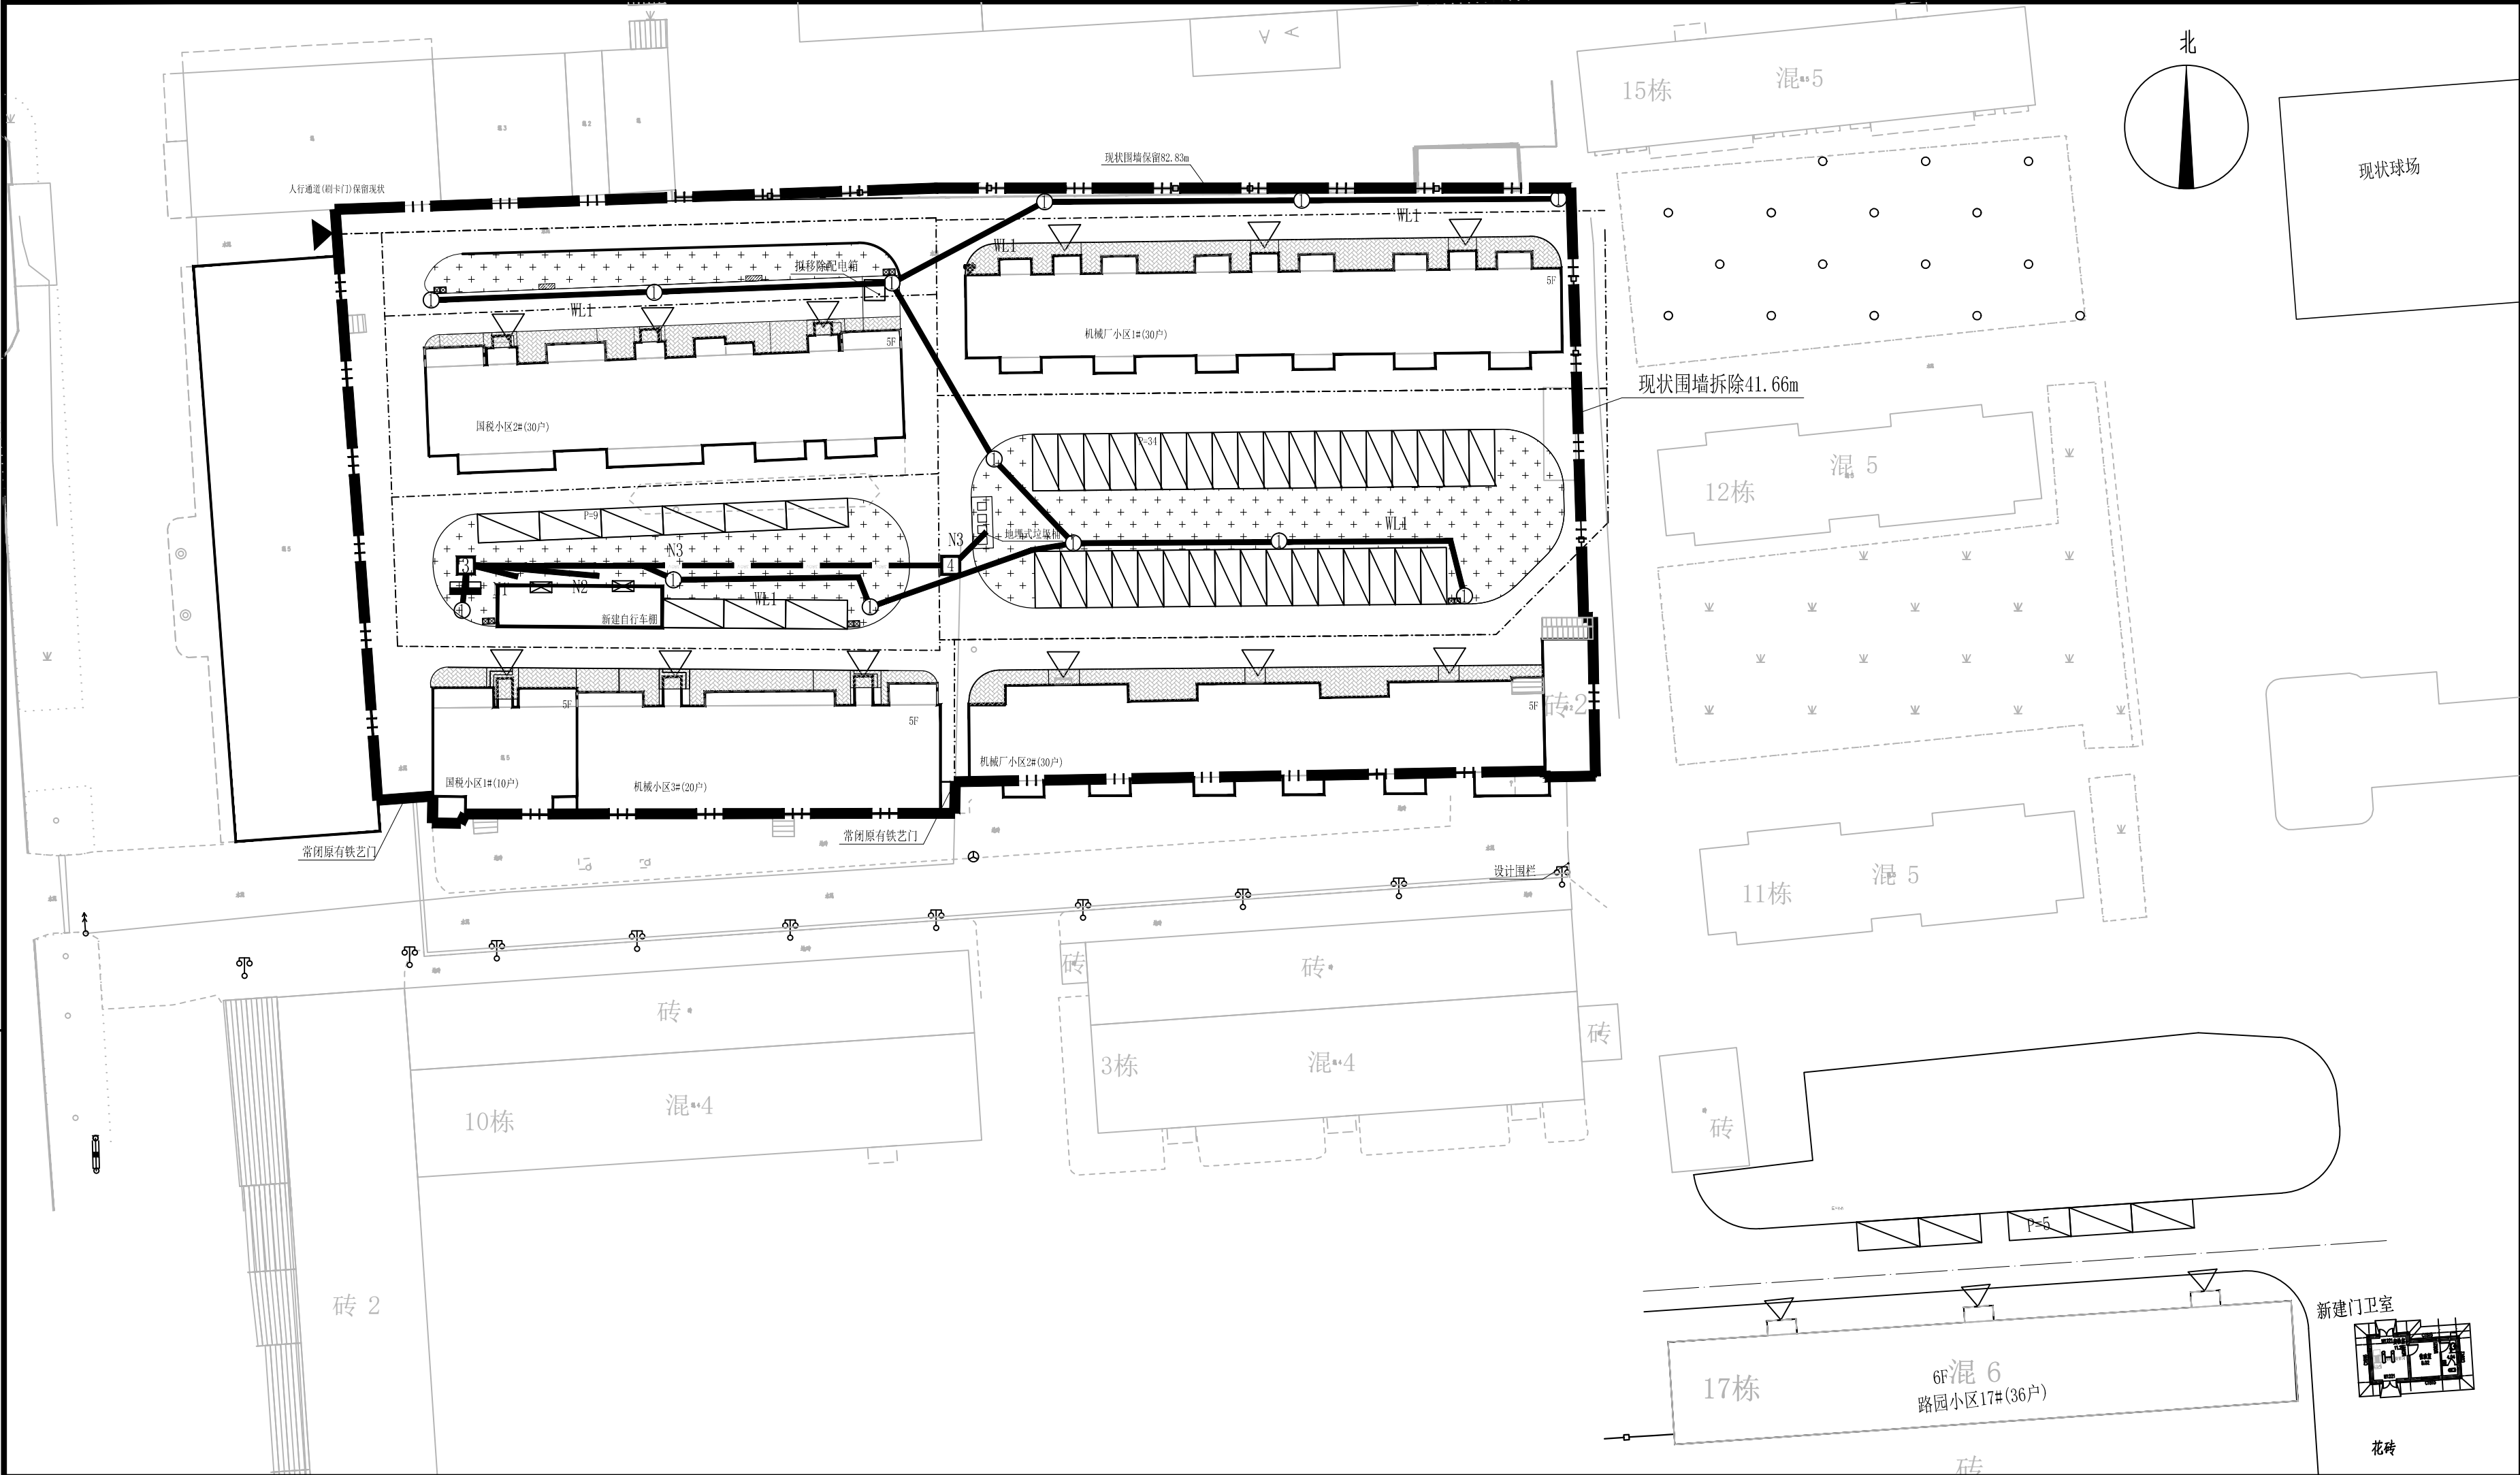 北
15栋
混 5
现状球场
现状围墙保留82.83m
人行通道(刷卡门)保留现状
WL1
WL1
拟移除配电箱
WL1
5F
机械厂小区1#(30户)
5F
国税小区2#(30户)
现状围墙拆除41.66m
P=34
12栋
混 5
P=9
WL1
N3
N3
地埋式垃圾桶
3
4
N2
WL1
新建自行车棚
5F
5F
5F
砖2
国税小区1#(10户)
机械小区3#(20户)
机械厂小区2#(30户)
常闭原有铁艺门
常闭原有铁艺门
设计围栏
11栋
混 5
砖
砖
砖
砖
3栋
混 4
10栋
混 4
砖
砖 2
P=5
新建门卫室
17栋
6F
混 6
路园小区17#(36户)
花砖
砖